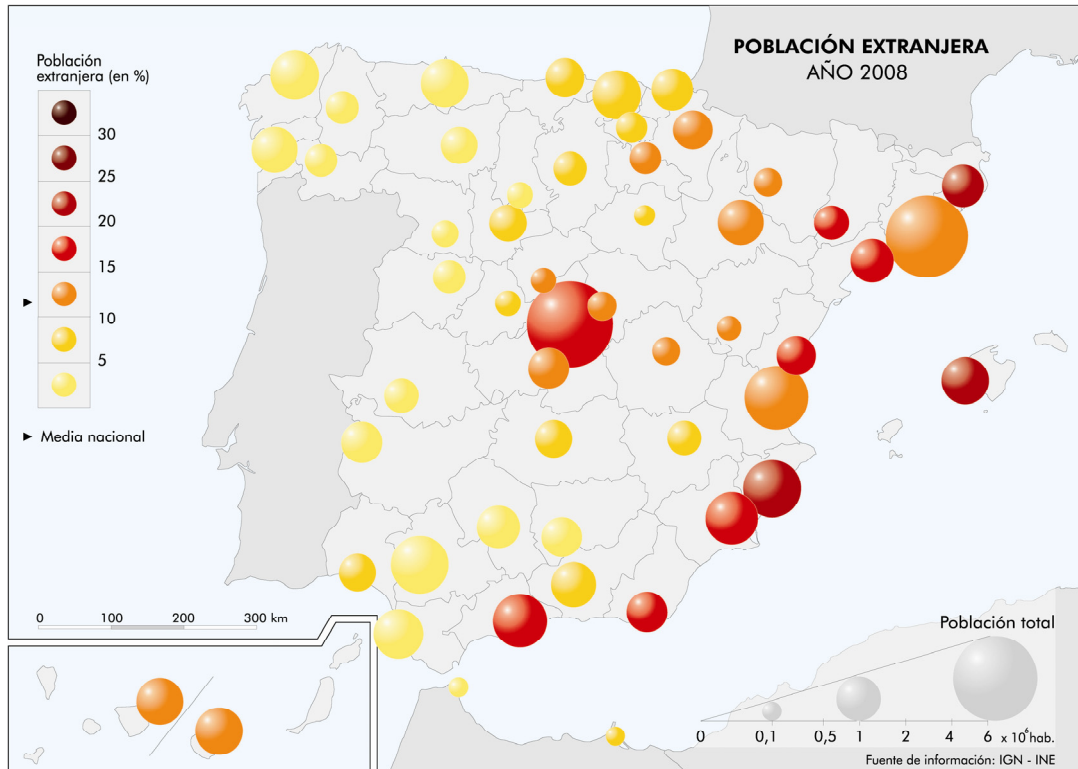 POBLACIÓN EXTRANJERA
AÑO 2008
Población
extranjera (en %)
30
25
20
15
10
5
► Media nacional
0 100 200 300 km
Población total
0 0,1 0,5 1 2 4 6 x 10⁶ hab.
Fuente de información: IGN - INE